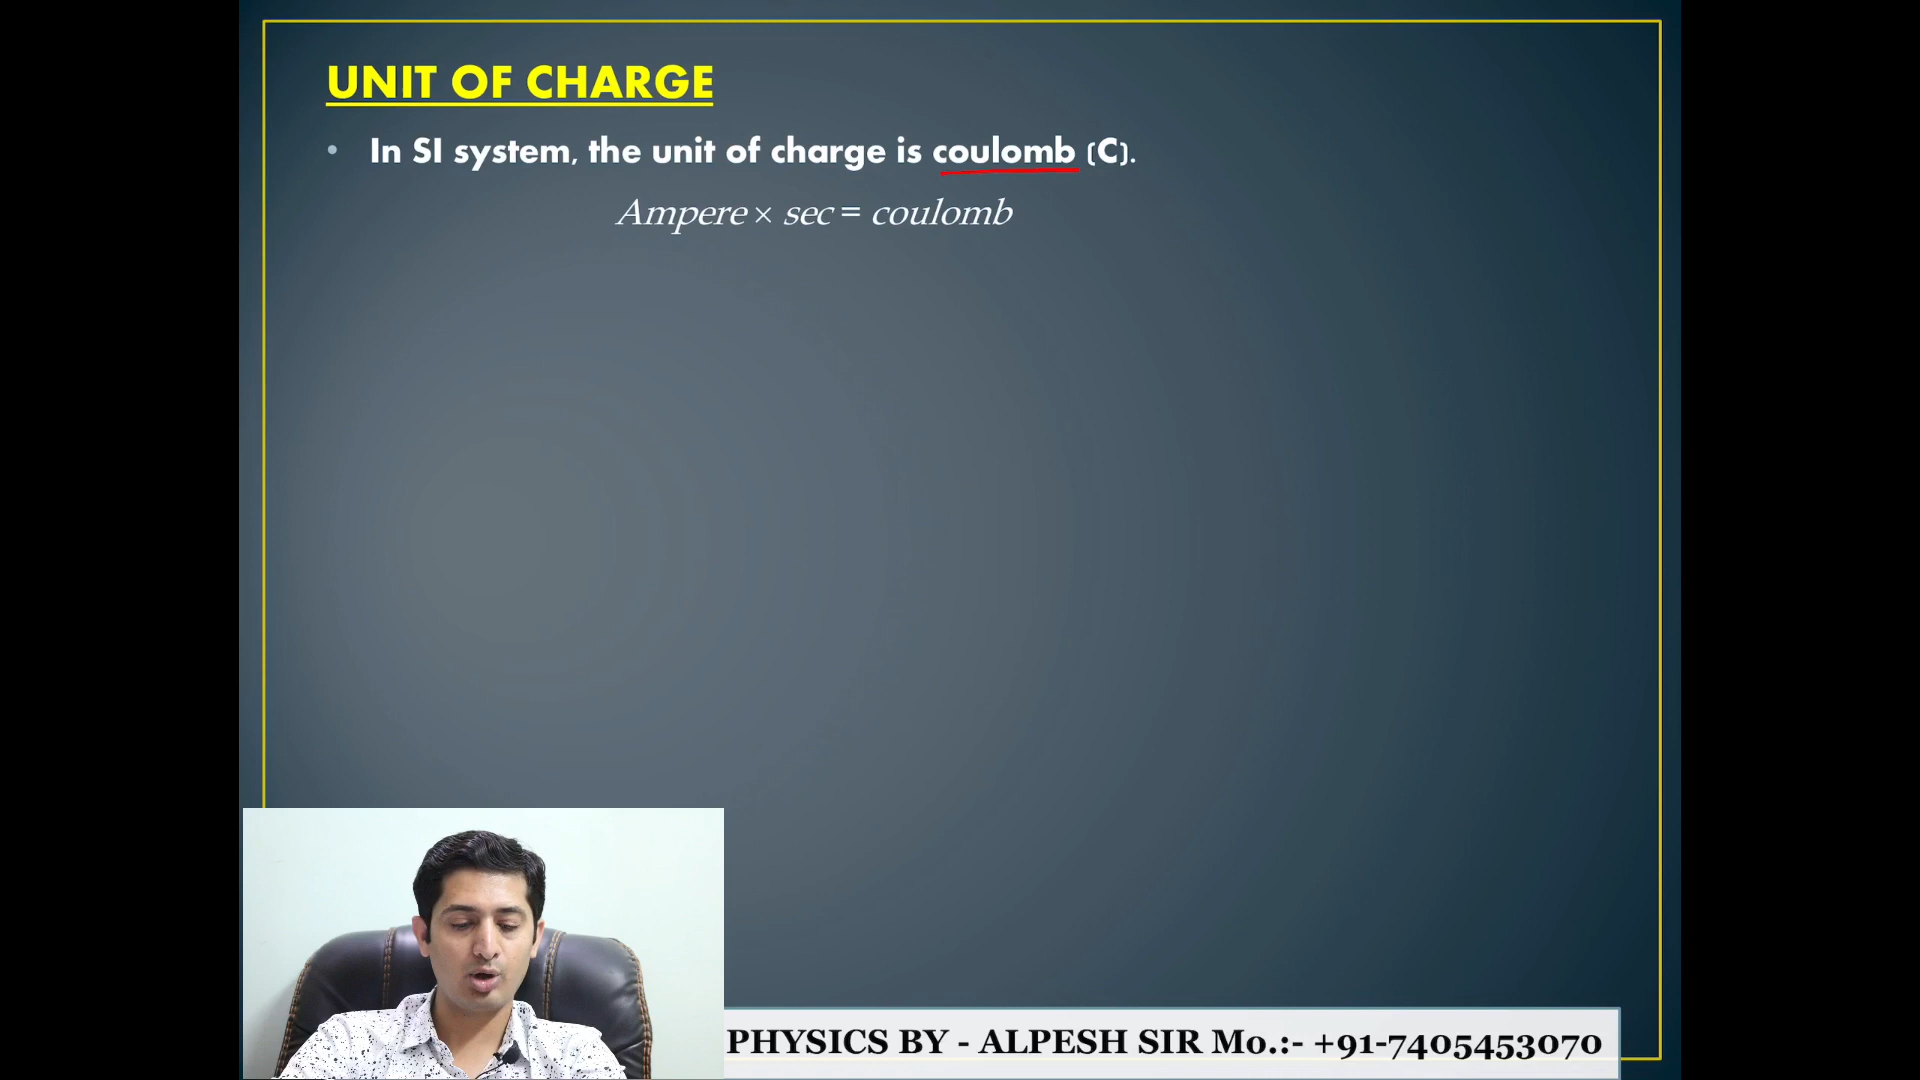 UNIT OF CHARGE
• In SI system, the unit of charge is coulomb (C).
Ampere × sec = coulomb
PHYSICS BY - ALPESH SIR Mo.:- +91-7405453070